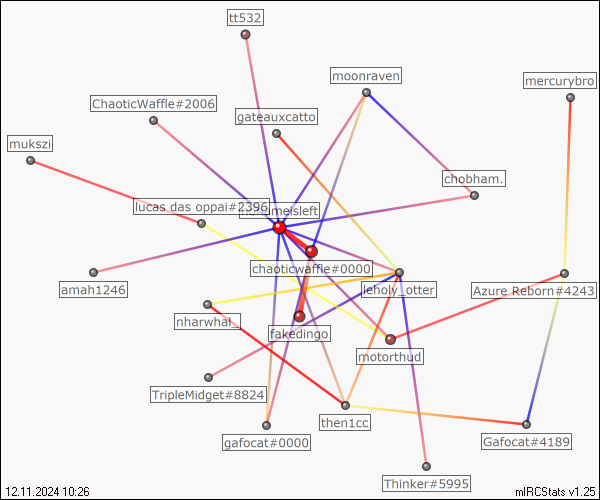 tt532
moonraven
mercurybro
ChaoticWaffle#2006
gateauxcatto
mukszi
chobham.
lucas das oppai#2396
chaoticwaffle#0000
amah1246
leholy_otter
Azure Reborn#4243
nharwhal_
fakedingo
motorthud
TripleMidget#8824
then1cc
gafocat#0000
Gafocat#4189
Thinker#5995
12.11.2024 10:26
mIRCStats v1.25